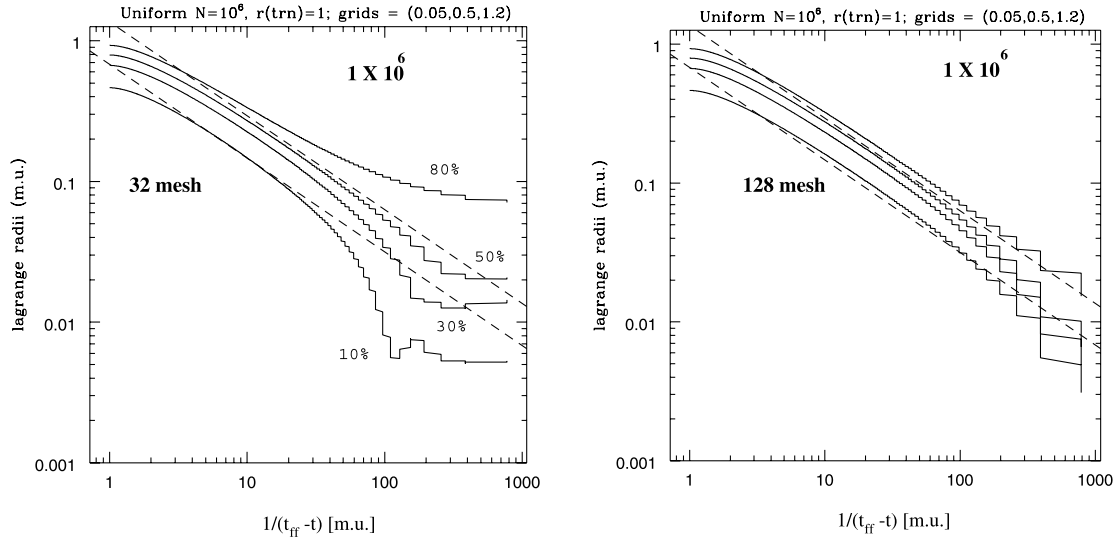 Uniform N=10⁶, r(trn)=1; grids = (0.05,0.5,1.2)
1 X 10⁶
32 mesh
80%
50%
30%
10%
1
0.1
0.01
0.001
lagrange radii (m.u.)
1
10
100
1000
1/(t_ff -t) [m.u.]
Uniform N=10⁶, r(trn)=1; grids = (0.05,0.5,1.2)
1 X 10⁶
128 mesh
1
0.1
0.01
0.001
lagrange radii (m.u.)
1
10
100
1000
1/(t_ff -t) [m.u.]